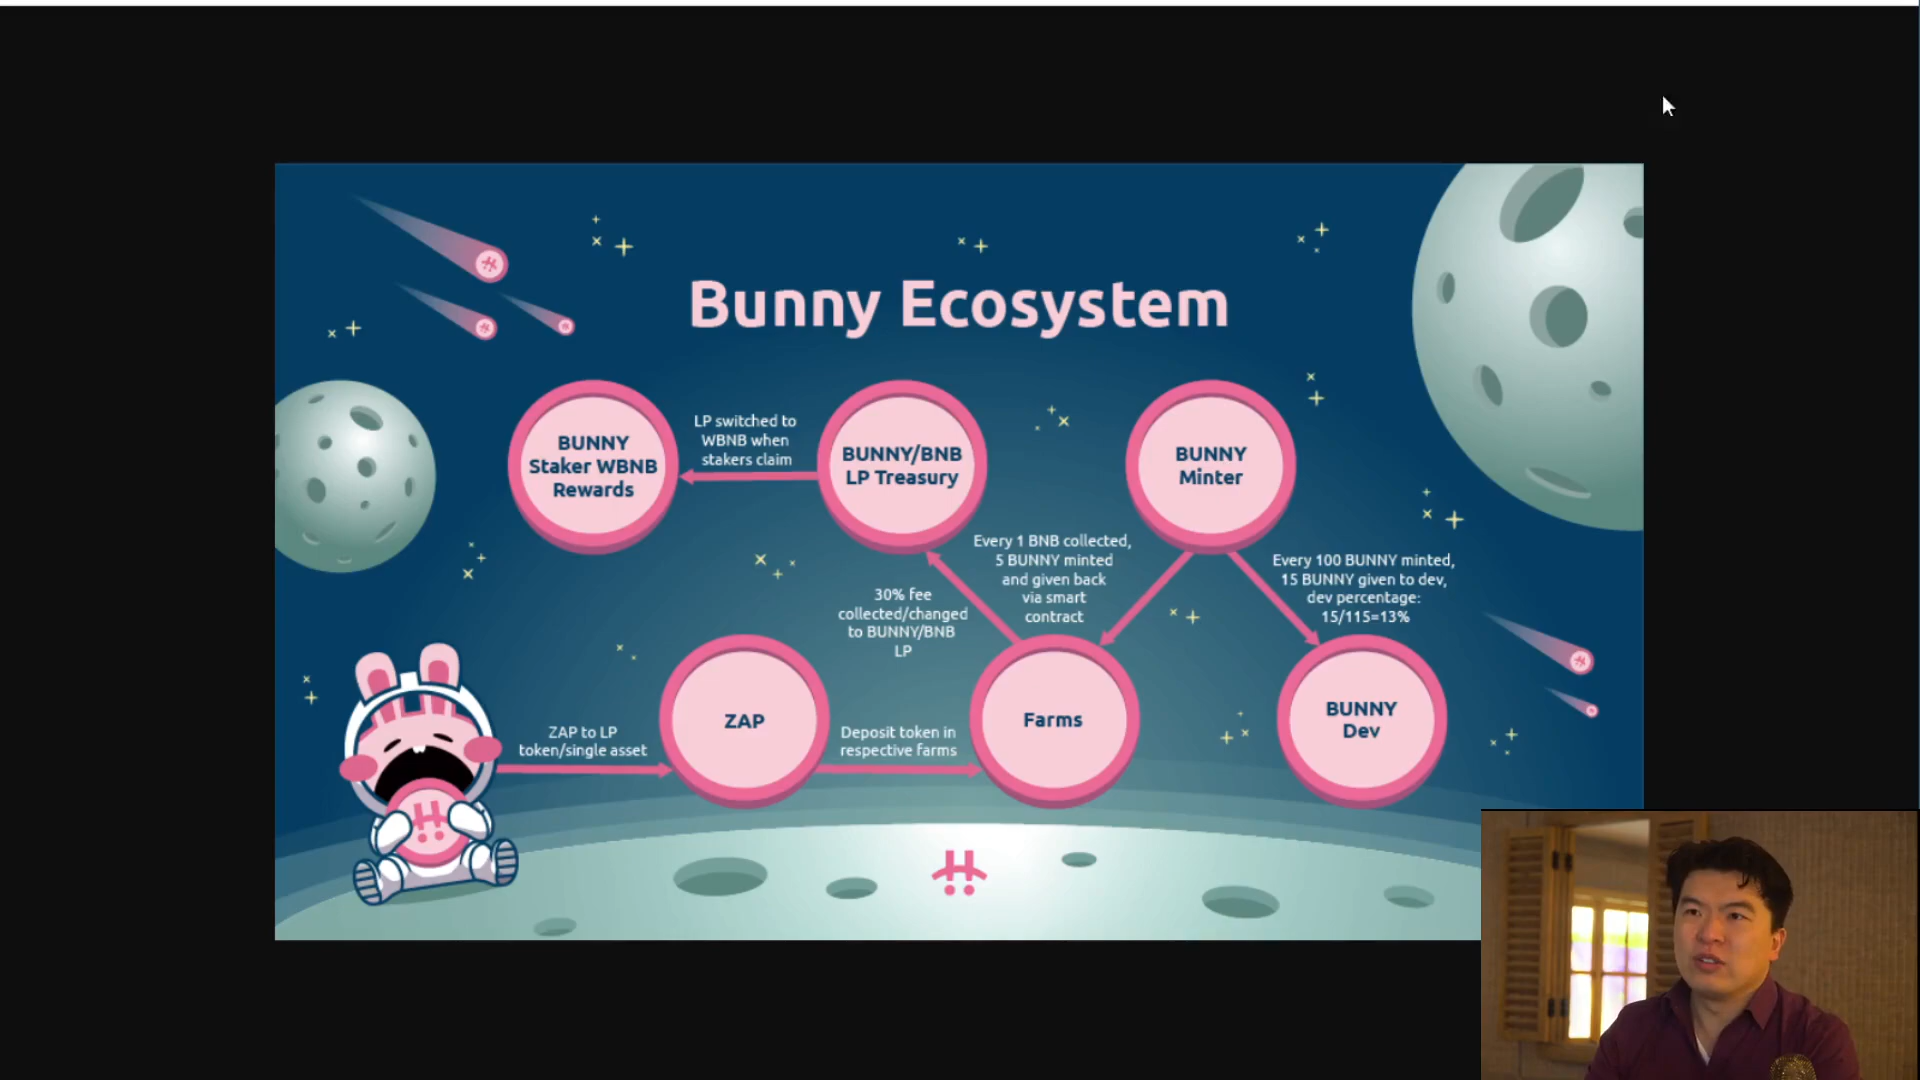 Bunny Ecosystem
BUNNY
Staker WBNB
Rewards
LP switched to
WBNB when
stakers claim
BUNNY/BNB
LP Treasury
BUNNY
Minter
Every 1 BNB collected,
5 BUNNY minted
and given back
via smart
contract
Every 100 BUNNY minted,
15 BUNNY given to dev,
dev percentage:
15/115=13%
30% fee
collected/changed
to BUNNY/BNB
LP
ZAP to LP
token/single asset
ZAP
Deposit token in
respective farms
Farms
BUNNY
Dev